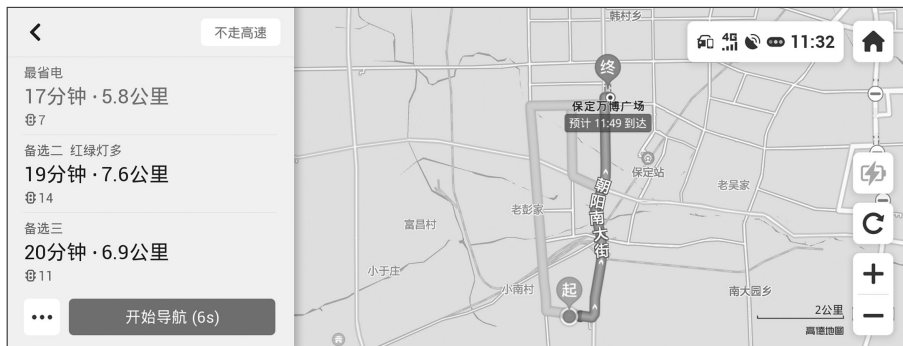 不走高速
最省电
17分钟·5.8公里
7
备选二 红绿灯多
19分钟·7.6公里
14
备选三
20分钟·6.9公里
11
开始导航 (6s)
韩村乡
4G 11:32
终
保定万博广场
预计 11:49 到达
保定站
老吴家
朝阳南大街
老彭家
富昌村
小于庄
小南村
起
南大园乡
2公里
高德地图